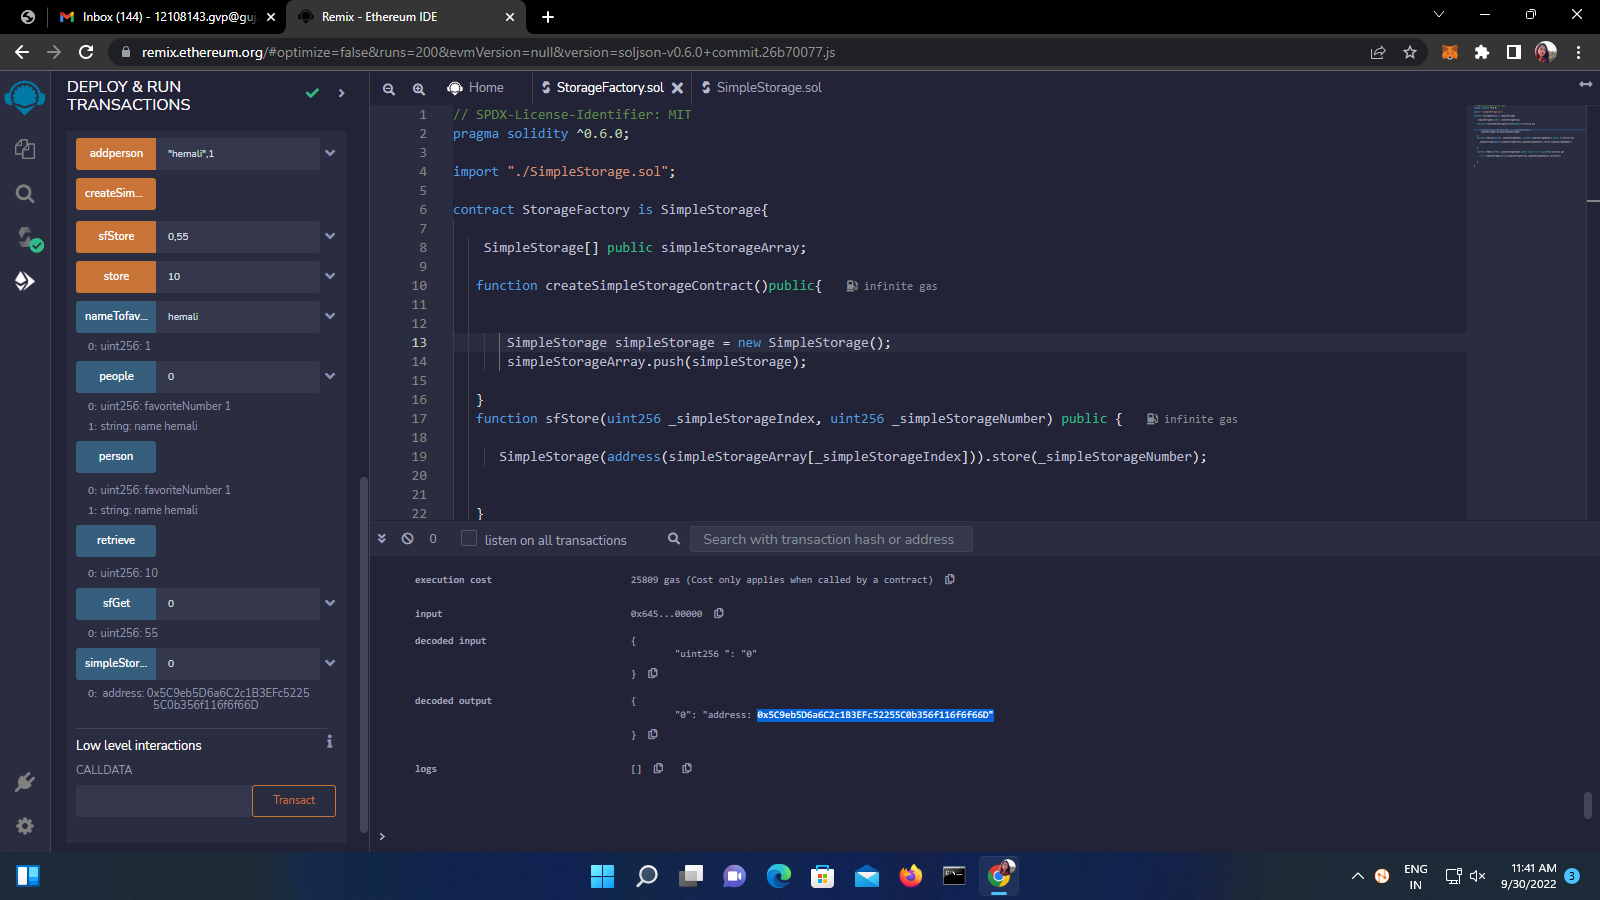 Inbox (144) - 12108143.gvp@guj
Remix - Ethereum IDE
remix.ethereum.org/#optimize=false&runs=200&evmVersion=null&version=soljson-v0.6.0+commit.26b70077.js
DEPLOY & RUN
TRANSACTIONS
addperson "hemali",1
createSim...
sfStore 0,55
store 10
nameTofav... hemali
0: uint256: 1
people 0
0: uint256: favoriteNumber 1
1: string: name hemali
person
0: uint256: favoriteNumber 1
1: string: name hemali
retrieve
0: uint256: 10
sfGet 0
0: uint256: 55
simpleStor... 0
0: address: 0x5C9eb5D6a6C2c1B3EFc5225
5C0b356f116f6f66D
Low level interactions
i
CALLDATA
Transact
Home
StorageFactory.sol
SimpleStorage.sol
1 // SPDX-License-Identifier: MIT
2 pragma solidity ^0.6.0;
3
4 import "./SimpleStorage.sol";
5
6 contract StorageFactory is SimpleStorage{
7
8 SimpleStorage[] public simpleStorageArray;
9
10 function createSimpleStorageContract()public{ infinite gas
11
12
13 SimpleStorage simpleStorage = new SimpleStorage();
14 simpleStorageArray.push(simpleStorage);
15
16 }
17 function sfStore(uint256 _simpleStorageIndex, uint256 _simpleStorageNumber) public { infinite gas
18
19 SimpleStorage(address(simpleStorageArray[_simpleStorageIndex])).store(_simpleStorageNumber);
20
21
22 }
0
listen on all transactions
Search with transaction hash or address
execution cost 25809 gas (Cost only applies when called by a contract)
input 0x645...00000
decoded input {
"uint256 ": "0"
}
decoded output {
"0": "address: 0x5C9eb5D6a6C2c1B3EFc52255C0b356f116f6f66D"
}
logs []
>
ENG
IN
11:41 AM
9/30/2022
3